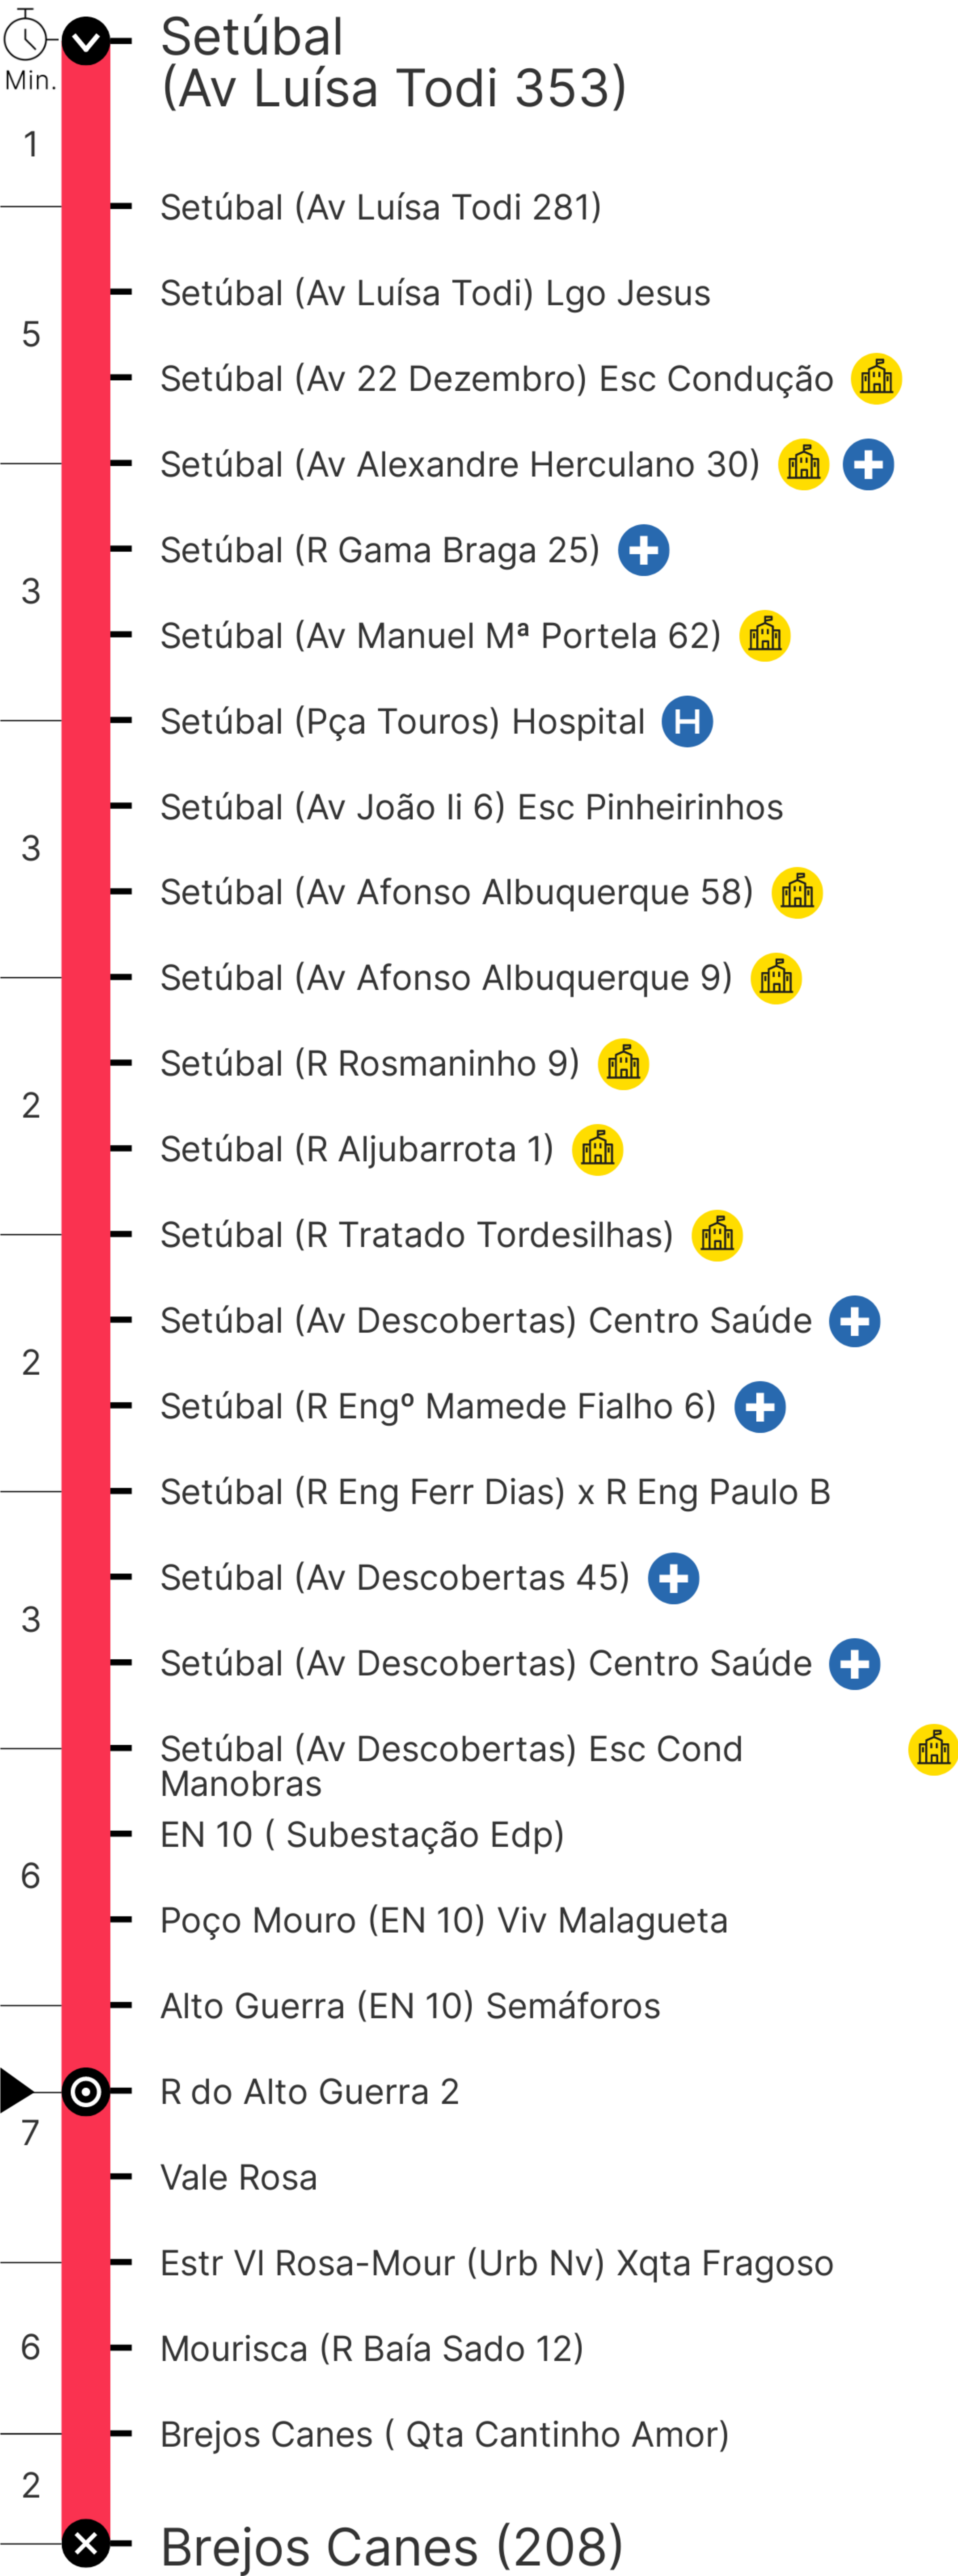 Setúbal
(Av Luísa Todi 353)
Min.
1
Setúbal (Av Luísa Todi 281)
Setúbal (Av Luísa Todi) Lgo Jesus
5
Setúbal (Av 22 Dezembro) Esc Condução
Setúbal (Av Alexandre Herculano 30)
Setúbal (R Gama Braga 25)
3
Setúbal (Av Manuel Mª Portela 62)
Setúbal (Pça Touros) Hospital H
Setúbal (Av João Ii 6) Esc Pinheirinhos
3
Setúbal (Av Afonso Albuquerque 58)
Setúbal (Av Afonso Albuquerque 9)
Setúbal (R Rosmaninho 9)
2
Setúbal (R Aljubarrota 1)
Setúbal (R Tratado Tordesilhas)
Setúbal (Av Descobertas) Centro Saúde
2
Setúbal (R Engº Mamede Fialho 6)
Setúbal (R Eng Ferr Dias) x R Eng Paulo B
Setúbal (Av Descobertas 45)
3
Setúbal (Av Descobertas) Centro Saúde
Setúbal (Av Descobertas) Esc Cond
Manobras
EN 10 ( Subestação Edp)
6
Poço Mouro (EN 10) Viv Malagueta
Alto Guerra (EN 10) Semáforos
R do Alto Guerra 2
7
Vale Rosa
Estr Vl Rosa-Mour (Urb Nv) Xqta Fragoso
6
Mourisca (R Baía Sado 12)
Brejos Canes ( Qta Cantinho Amor)
2
Brejos Canes (208)